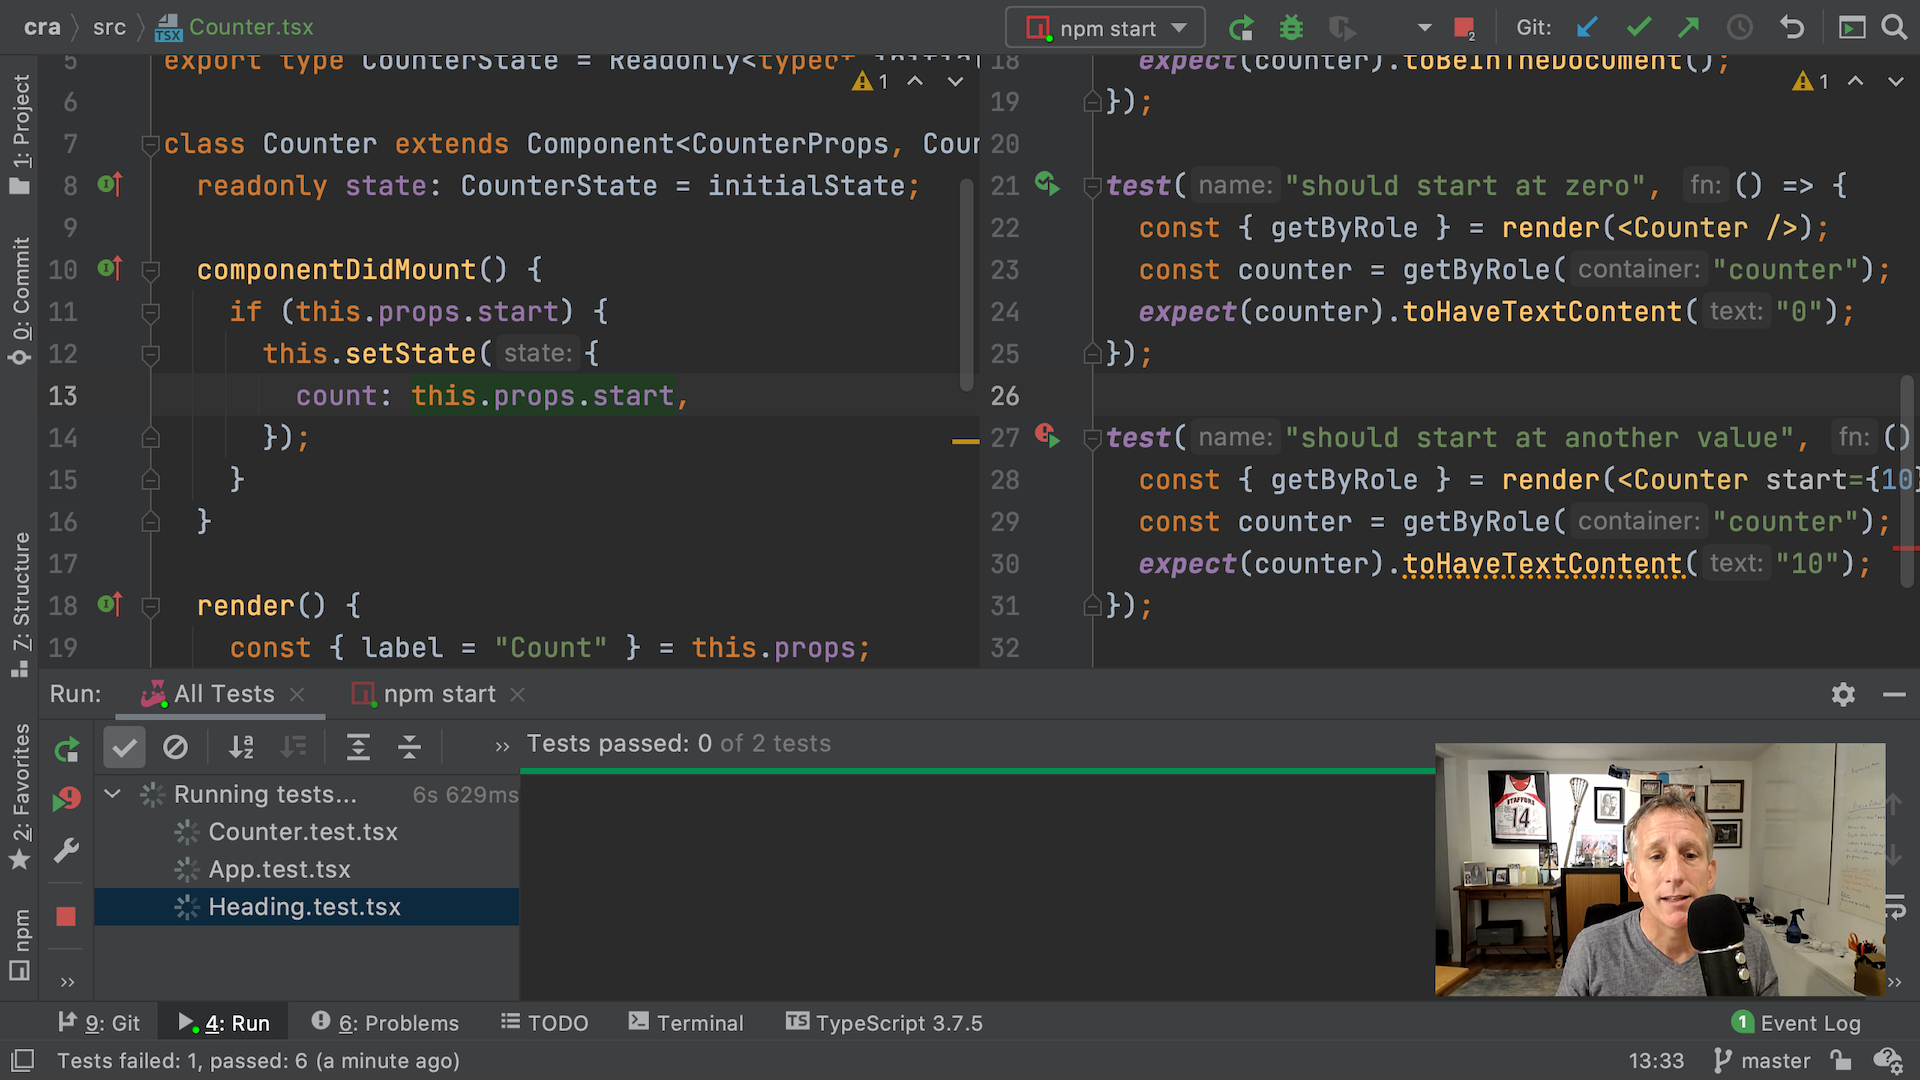 cra src Counter.tsx
npm start
2
Git:
1: Project
0: Commit
Z: Structure
2: Favorites
npm
5 export type CounterState = Readonly<typeof initial
1
6
7 class Counter extends Component<CounterProps, Coun
8 readonly state: CounterState = initialState;
9
10 componentDidMount() {
11 if (this.props.start) {
12 this.setState( state: {
13 count: this.props.start,
14 });
15 }
16 }
17
18 render() {
19 const { label = "Count" } = this.props;
18 expect(counter).toBeInTheDocument();
1
19 });
20
21 test( name: "should start at zero", fn: () => {
22 const { getByRole } = render(<Counter />);
23 const counter = getByRole( container: "counter");
24 expect(counter).toHaveTextContent( text: "0");
25 });
26
27 test( name: "should start at another value", fn: ()
28 const { getByRole } = render(<Counter start={10}
29 const counter = getByRole( container: "counter");
30 expect(counter).toHaveTextContent( text: "10");
31 });
32
Run: All Tests npm start
Tests passed: 0 of 2 tests
Running tests... 6s 629ms
Counter.test.tsx
App.test.tsx
Heading.test.tsx
STAFFORD
14
9: Git 4: Run 6: Problems TODO Terminal TS TypeScript 3.7.5 1 Event Log
Tests failed: 1, passed: 6 (a minute ago) 13:33 master